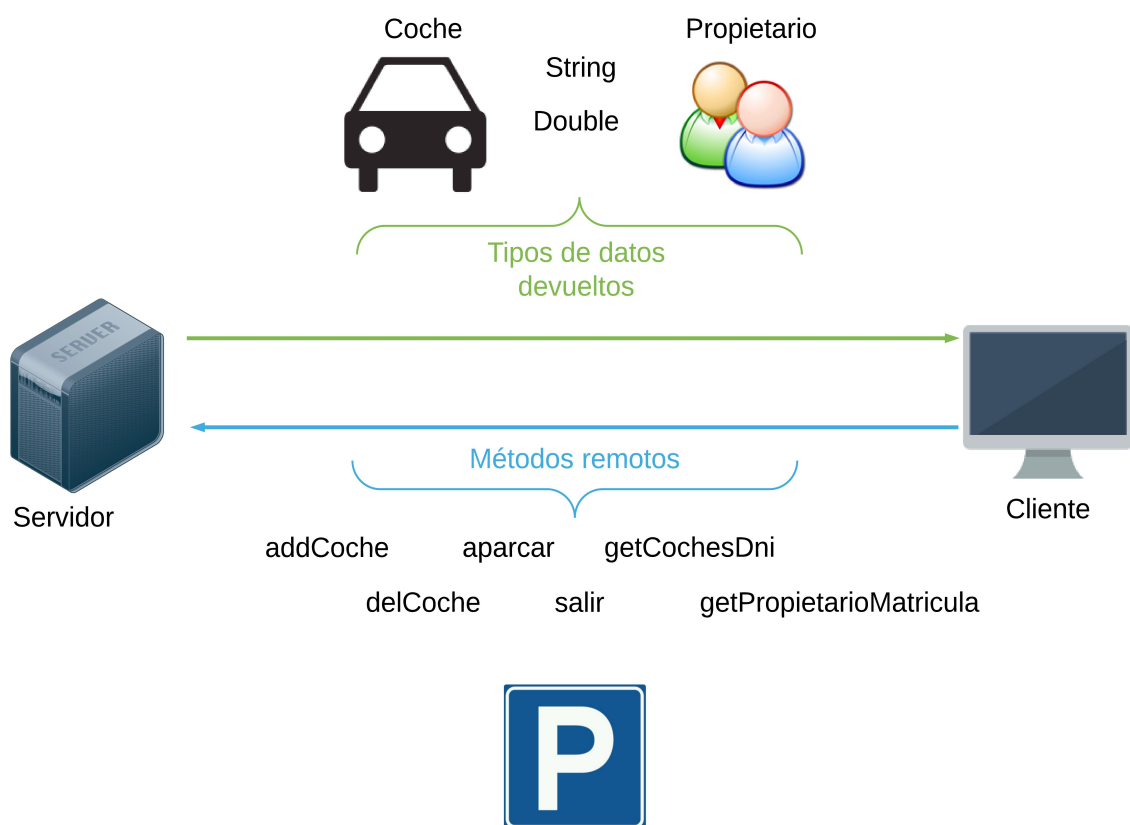 Coche
Propietario
String
Double
Tipos de datos
devueltos
SERVER
Métodos remotos
Servidor
Cliente
addCoche
aparcar
getCochesDni
delCoche
salir
getPropietarioMatricula
P